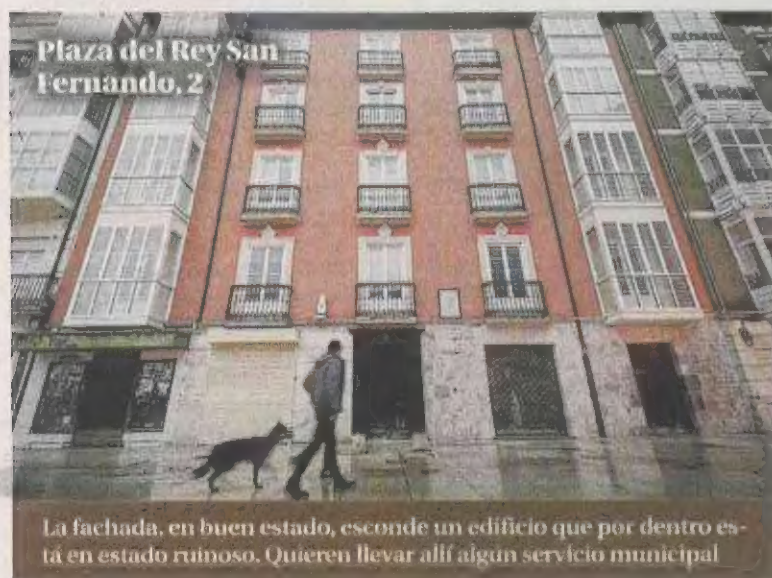 Plaza del Rey San
Fernando, 2
La fachada, en buen estado, esconde un edificio que por dentro es-
tá en estado ruinoso. Quieren llevar allí algún servicio municipal